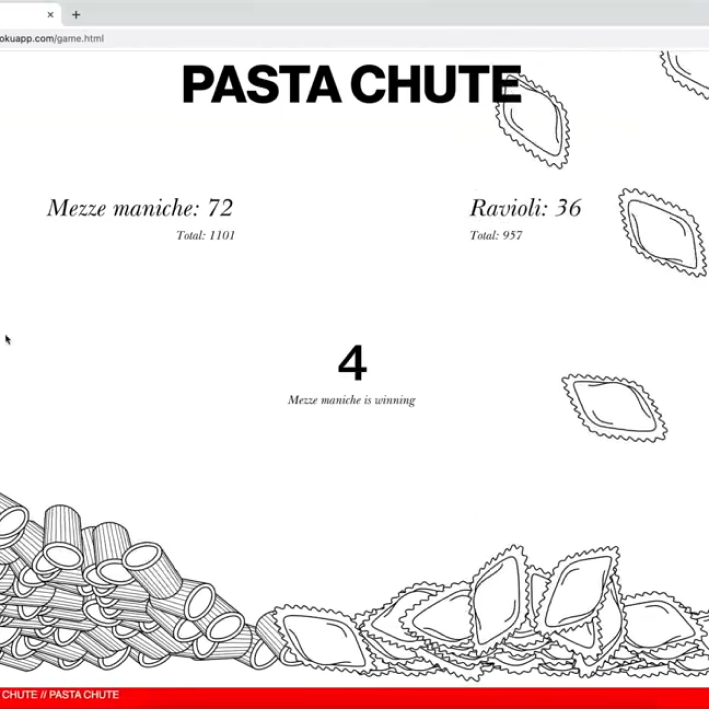 okuapp.com/game.html
PASTA CHUTE
Mezze maniche: 72
Total: 1101
Ravioli: 36
Total: 957
4
Mezze maniche is winning
CHUTE // PASTA CHUTE